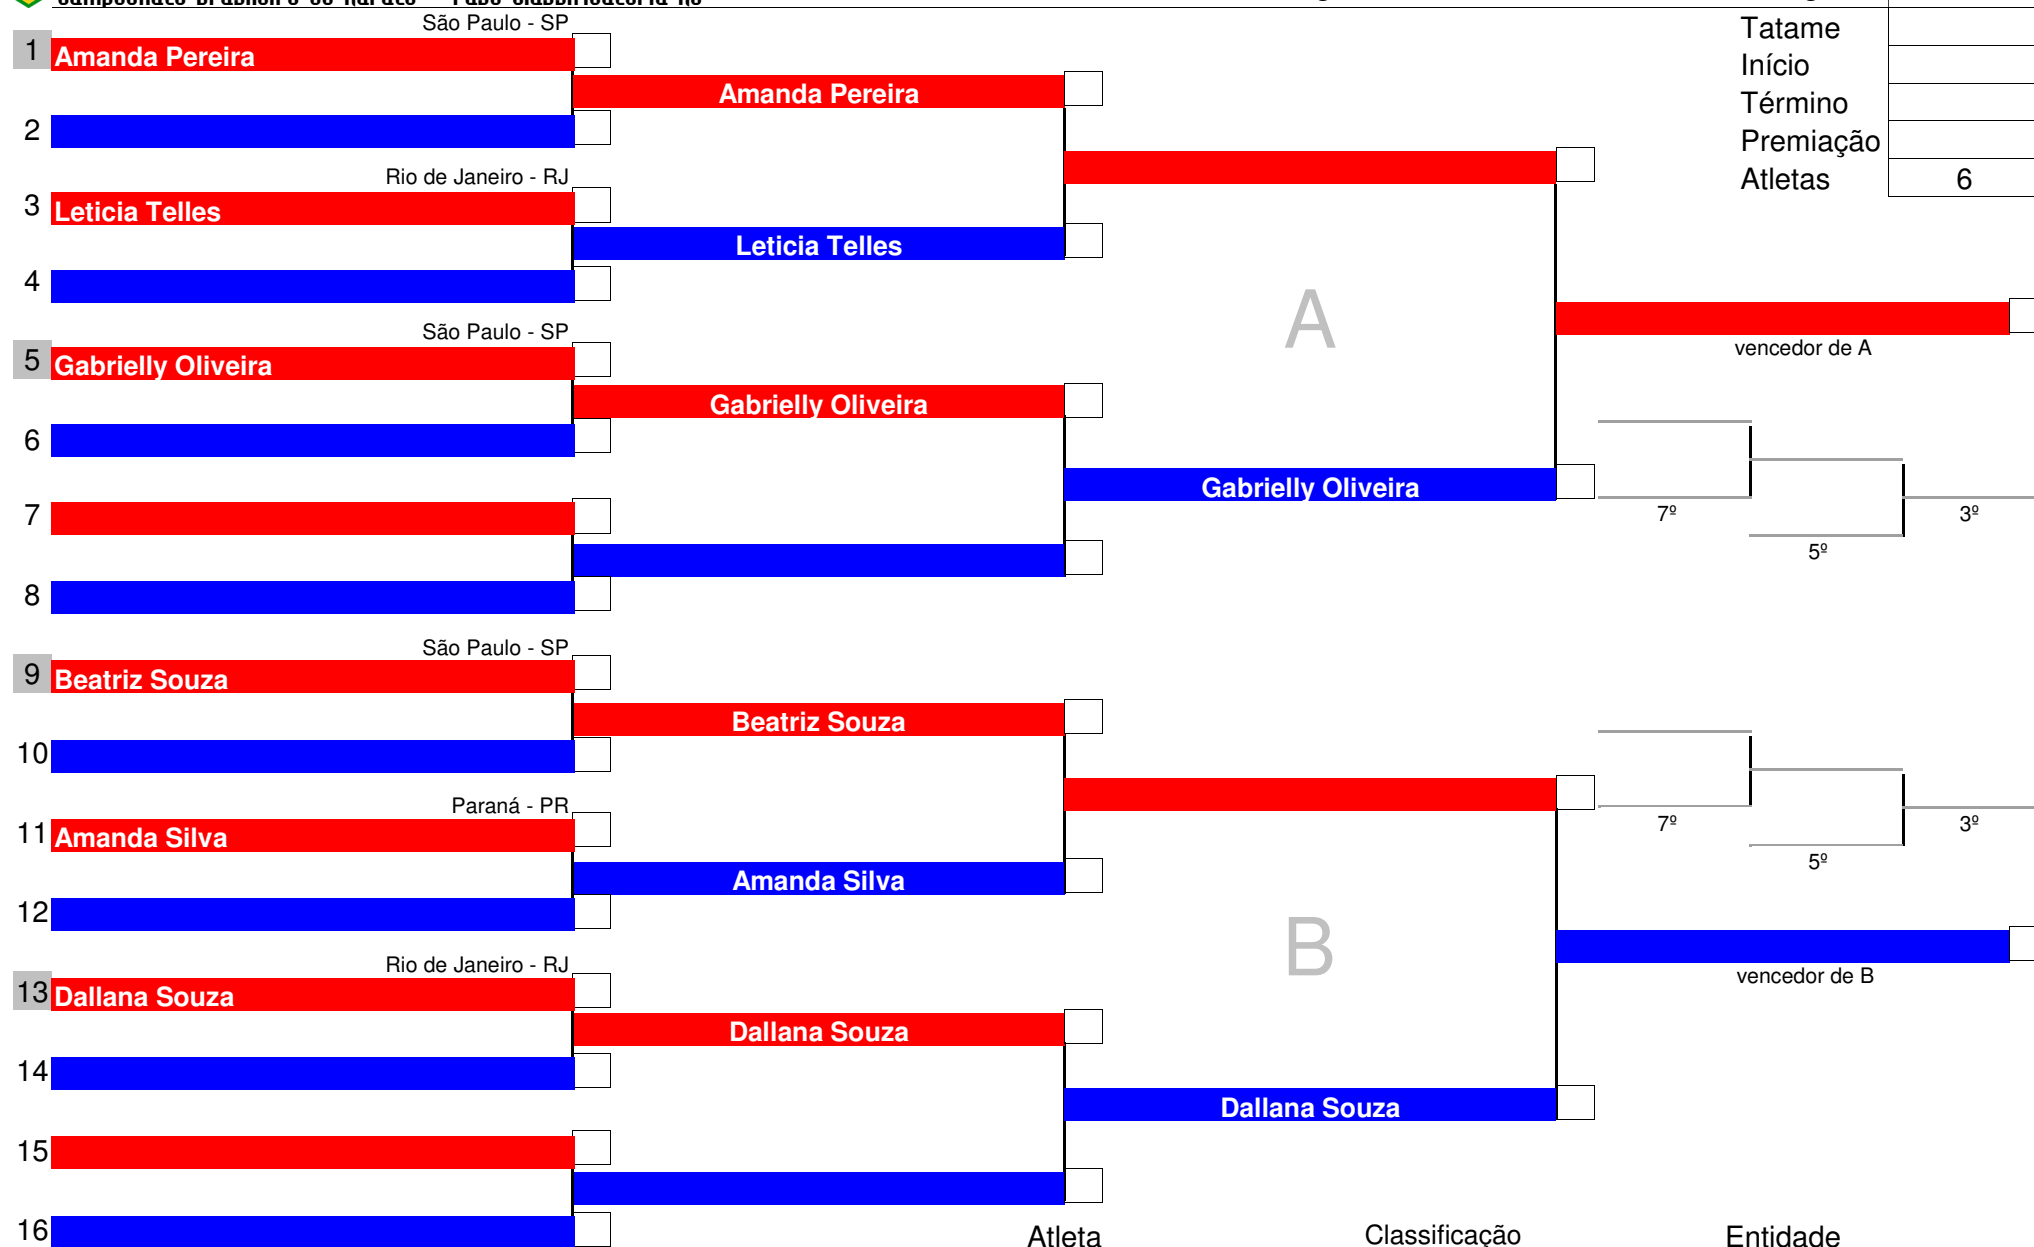 São Paulo - SP
1 Amanda Pereira
Amanda Pereira
2
Rio de Janeiro - RJ
3 Leticia Telles
Leticia Telles
4
São Paulo - SP
5 Gabrielly Oliveira
Gabrielly Oliveira
6
Gabrielly Oliveira
7
8
A
Tatame
Início
Término
Premiação
Atletas 6
vencedor de A
7º
3º
5º
São Paulo - SP
9 Beatriz Souza
Beatriz Souza
10
Paraná - PR
11 Amanda Silva
Amanda Silva
12
Rio de Janeiro - RJ
13 Dallana Souza
Dallana Souza
14
Dallana Souza
15
16
B
7º
3º
5º
vencedor de B
Atleta Classificação Entidade